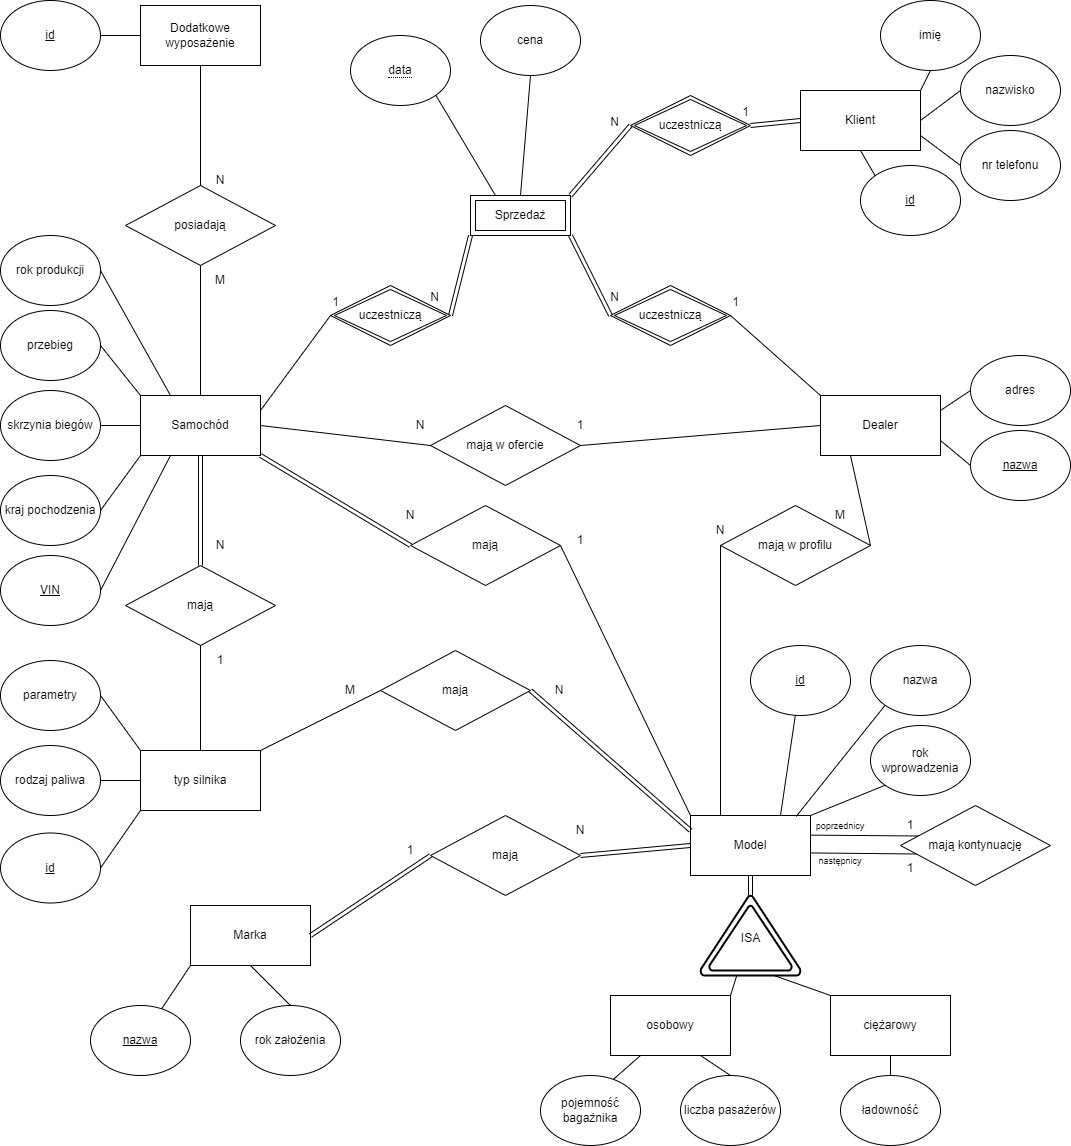 id
Dodatkowe
wyposażenie
data
cena
imię
nazwisko
nr telefonu
id
Klient
uczestniczą
N
1
Sprzedaż
N
posiadają
M
rok produkcji
przebieg
skrzynia biegów
kraj pochodzenia
VIN
Samochód
1
uczestniczą
N
N
uczestniczą
1
N
mają w ofercie
1
Dealer
adres
nazwa
N
mają
1
N
mają w profilu
M
N
mają
1
parametry
rodzaj paliwa
id
typ silnika
M
mają
N
id
nazwa
rok
wprowadzenia
Model
poprzednicy
1
mają kontynuację
następnicy
1
1
mają
N
Marka
nazwa
rok założenia
ISA
osobowy
ciężarowy
pojemność
bagażnika
liczba pasażerów
ładowność